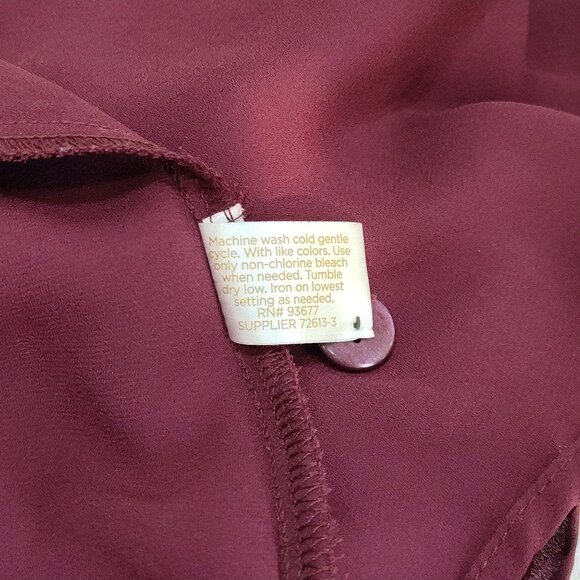 Machine wash cold gentle
cycle. With like colors. Use
only non-chlorine bleach
when needed. Tumble
dry low. Iron on lowest
setting as needed.
RN# 93677
SUPPLIER 72613-3